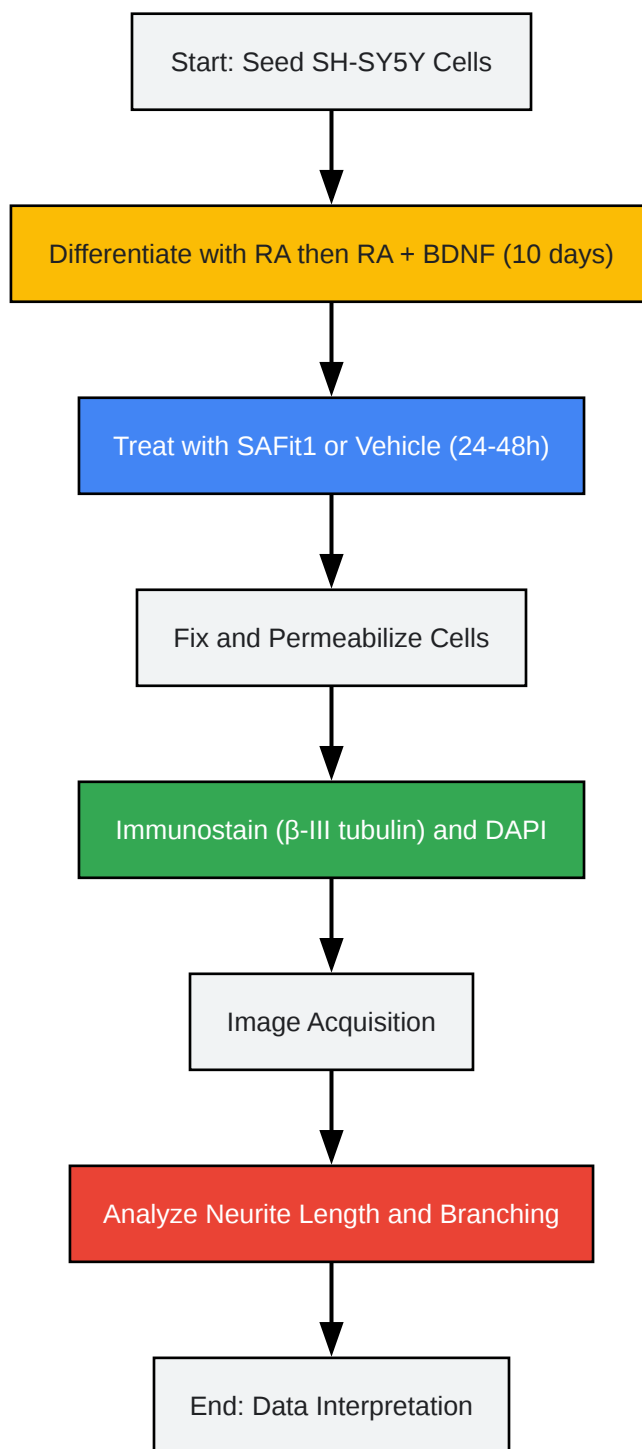 Start: Seed SH-SY5Y Cells
Differentiate with RA then RA + BDNF (10 days)
Treat with SAFit1 or Vehicle (24-48h)
Fix and Permeabilize Cells
Immunostain (β-III tubulin) and DAPI
Image Acquisition
Analyze Neurite Length and Branching
End: Data Interpretation